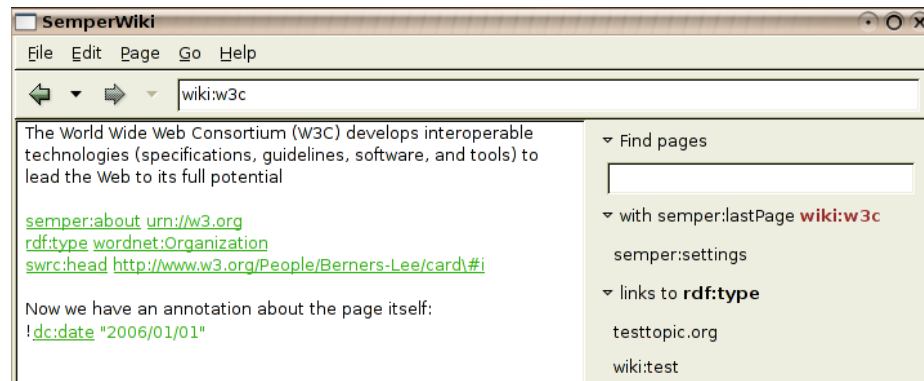 SemperWiki
File Edit Page Go Help
wiki:w3c
The World Wide Web Consortium (W3C) develops interoperable
technologies (specifications, guidelines, software, and tools) to
lead the Web to its full potential
semper:about urn://w3.org
rdf:type wordnet:Organization
swrc:head http://www.w3.org/People/Berners-Lee/card\#i
Now we have an annotation about the page itself:
!dc:date "2006/01/01"
Find pages
with semper:lastPage wiki:w3c
semper:settings
links to rdf:type
testtopic.org
wiki:test